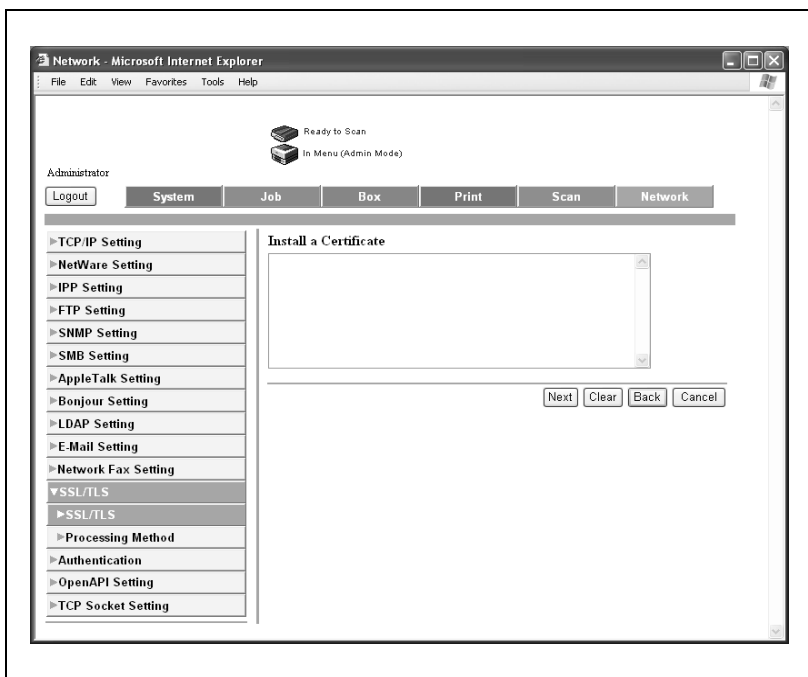 Network - Microsoft Internet Explorer
File Edit View Favorites Tools Help
Ready to Scan
In Menu (Admin Mode)
Administrator
Logout System Job Box Print Scan Network
TCP/IP Setting
NetWare Setting
IPP Setting
FTP Setting
SNMP Setting
SMB Setting
AppleTalk Setting
Bonjour Setting
LDAP Setting
E-Mail Setting
Network Fax Setting
SSL/TLS
SSL/TLS
Processing Method
Authentication
OpenAPI Setting
TCP Socket Setting
Install a Certificate
Next Clear Back Cancel